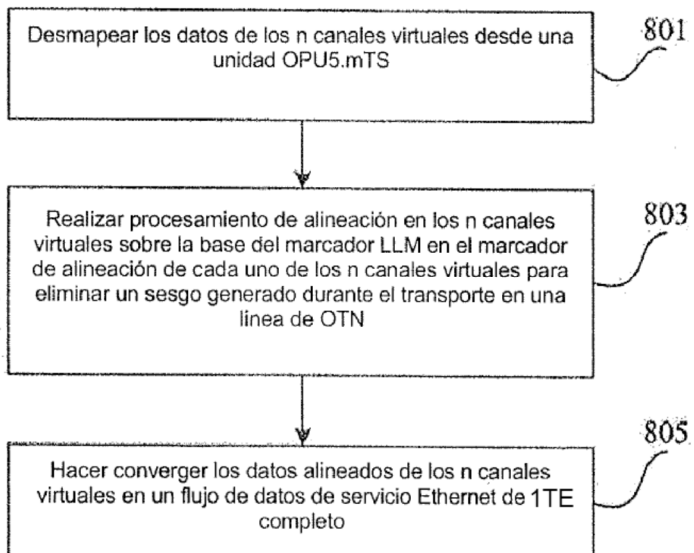 Desmapear los datos de los n canales virtuales desde una
unidad OPU5.mTS
801
Realizar procesamiento de alineación en los n canales
virtuales sobre la base del marcador LLM en el marcador
de alineación de cada uno de los n canales virtuales para
eliminar un sesgo generado durante el transporte en una
línea de OTN
803
Hacer converger los datos alineados de los n canales
virtuales en un flujo de datos de servicio Ethernet de 1TE
completo
805